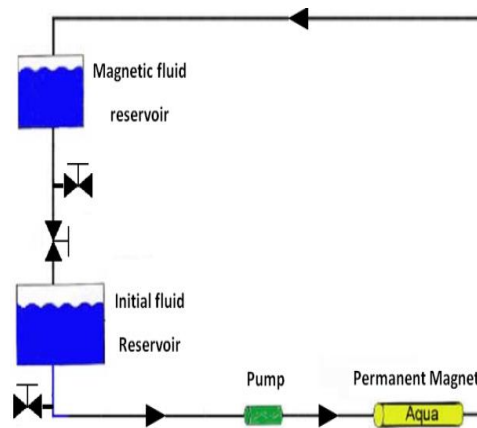 Magnetic fluid
reservoir
Initial fluid
Reservoir
Pump
Permanent Magnet
Aqua